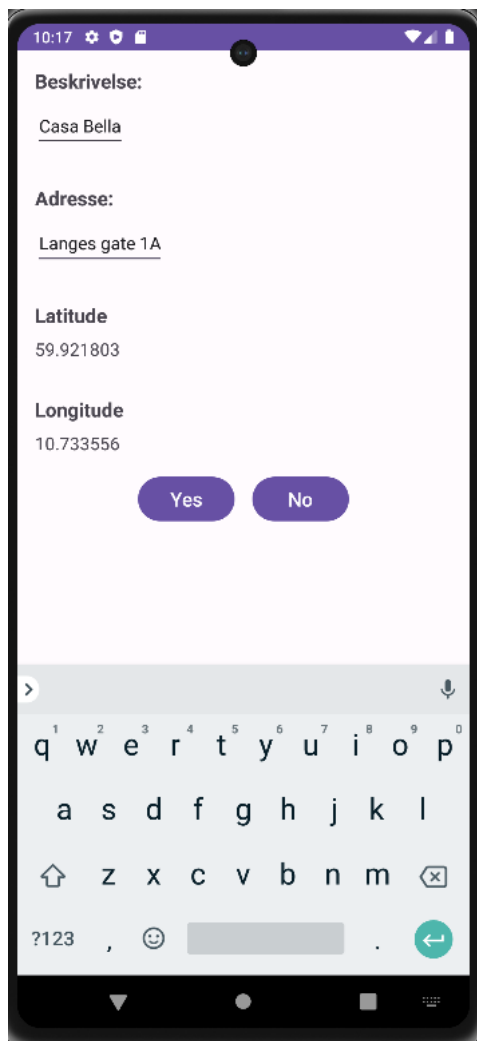 10:17
Beskrivelse:
Casa Bella
Adresse:
Langes gate 1A
Latitude
59.921803
Longitude
10.733556
Yes No
1 2 3 4 5 6 7 8 9 0
q w e r t y u i o p
a s d f g h j k l
z x c v b n m
?123 , .